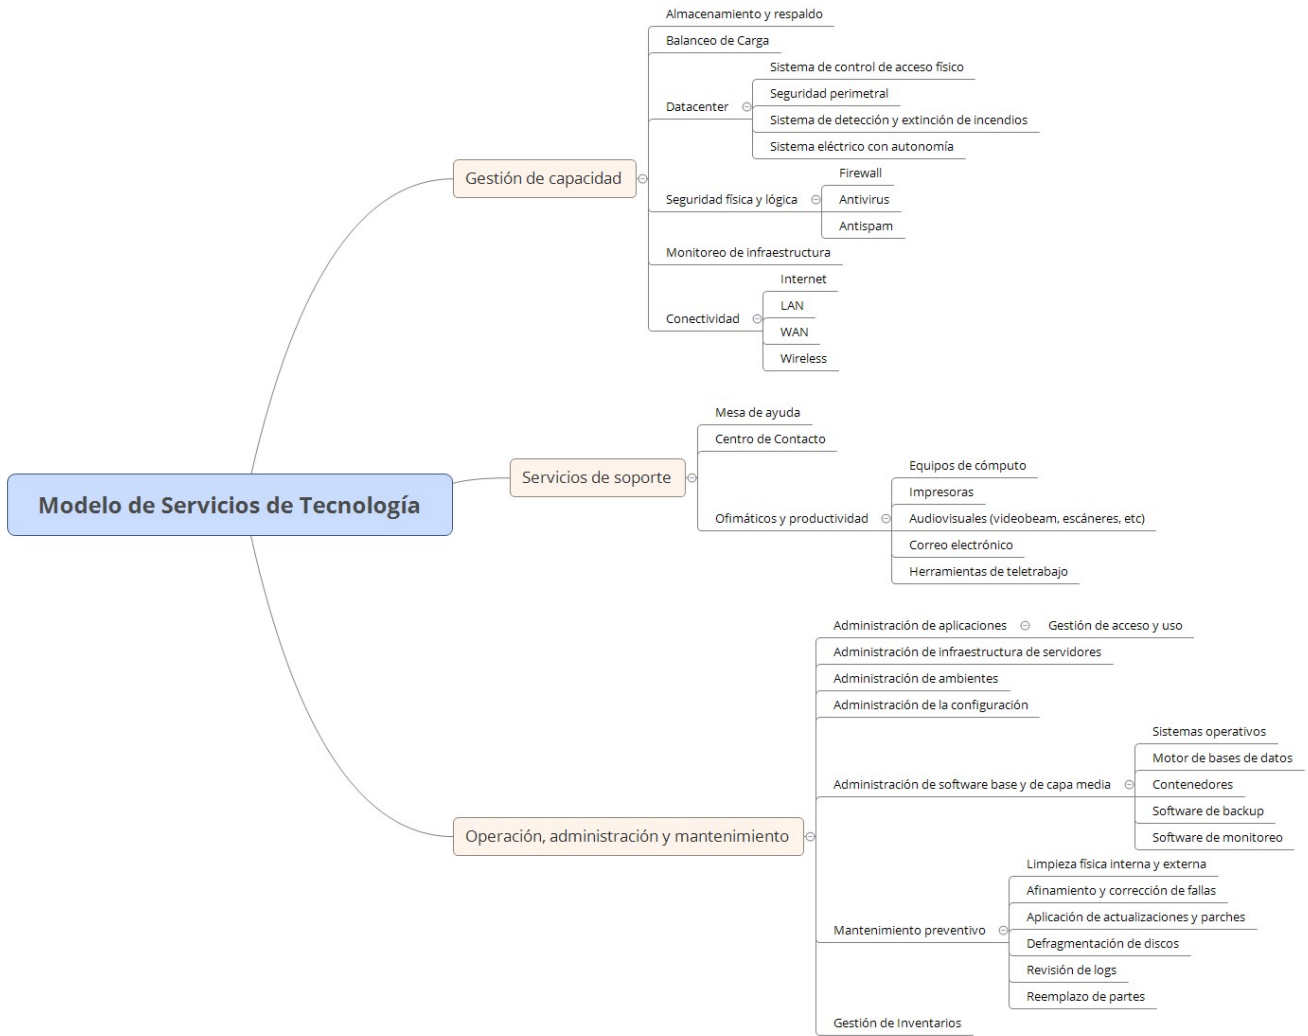 Modelo de Servicios de Tecnología
Gestión de capacidad
Almacenamiento y respaldo
Balanceo de Carga
Datacenter
Sistema de control de acceso físico
Seguridad perimetral
Sistema de detección y extinción de incendios
Sistema eléctrico con autonomía
Seguridad física y lógica
Firewall
Antivirus
Antispam
Monitoreo de infraestructura
Conectividad
Internet
LAN
WAN
Wireless
Servicios de soporte
Mesa de ayuda
Centro de Contacto
Ofimáticos y productividad
Equipos de cómputo
Impresoras
Audiovisuales (videobeam, escáneres, etc)
Correo electrónico
Herramientas de teletrabajo
Operación, administración y mantenimiento
Administración de aplicaciones
Gestión de acceso y uso
Administración de infraestructura de servidores
Administración de ambientes
Administración de la configuración
Administración de software base y de capa media
Sistemas operativos
Motor de bases de datos
Contenedores
Software de backup
Software de monitoreo
Mantenimiento preventivo
Limpieza física interna y externa
Afinamiento y corrección de fallas
Aplicación de actualizaciones y parches
Defragmentación de discos
Revisión de logs
Reemplazo de partes
Gestión de Inventarios